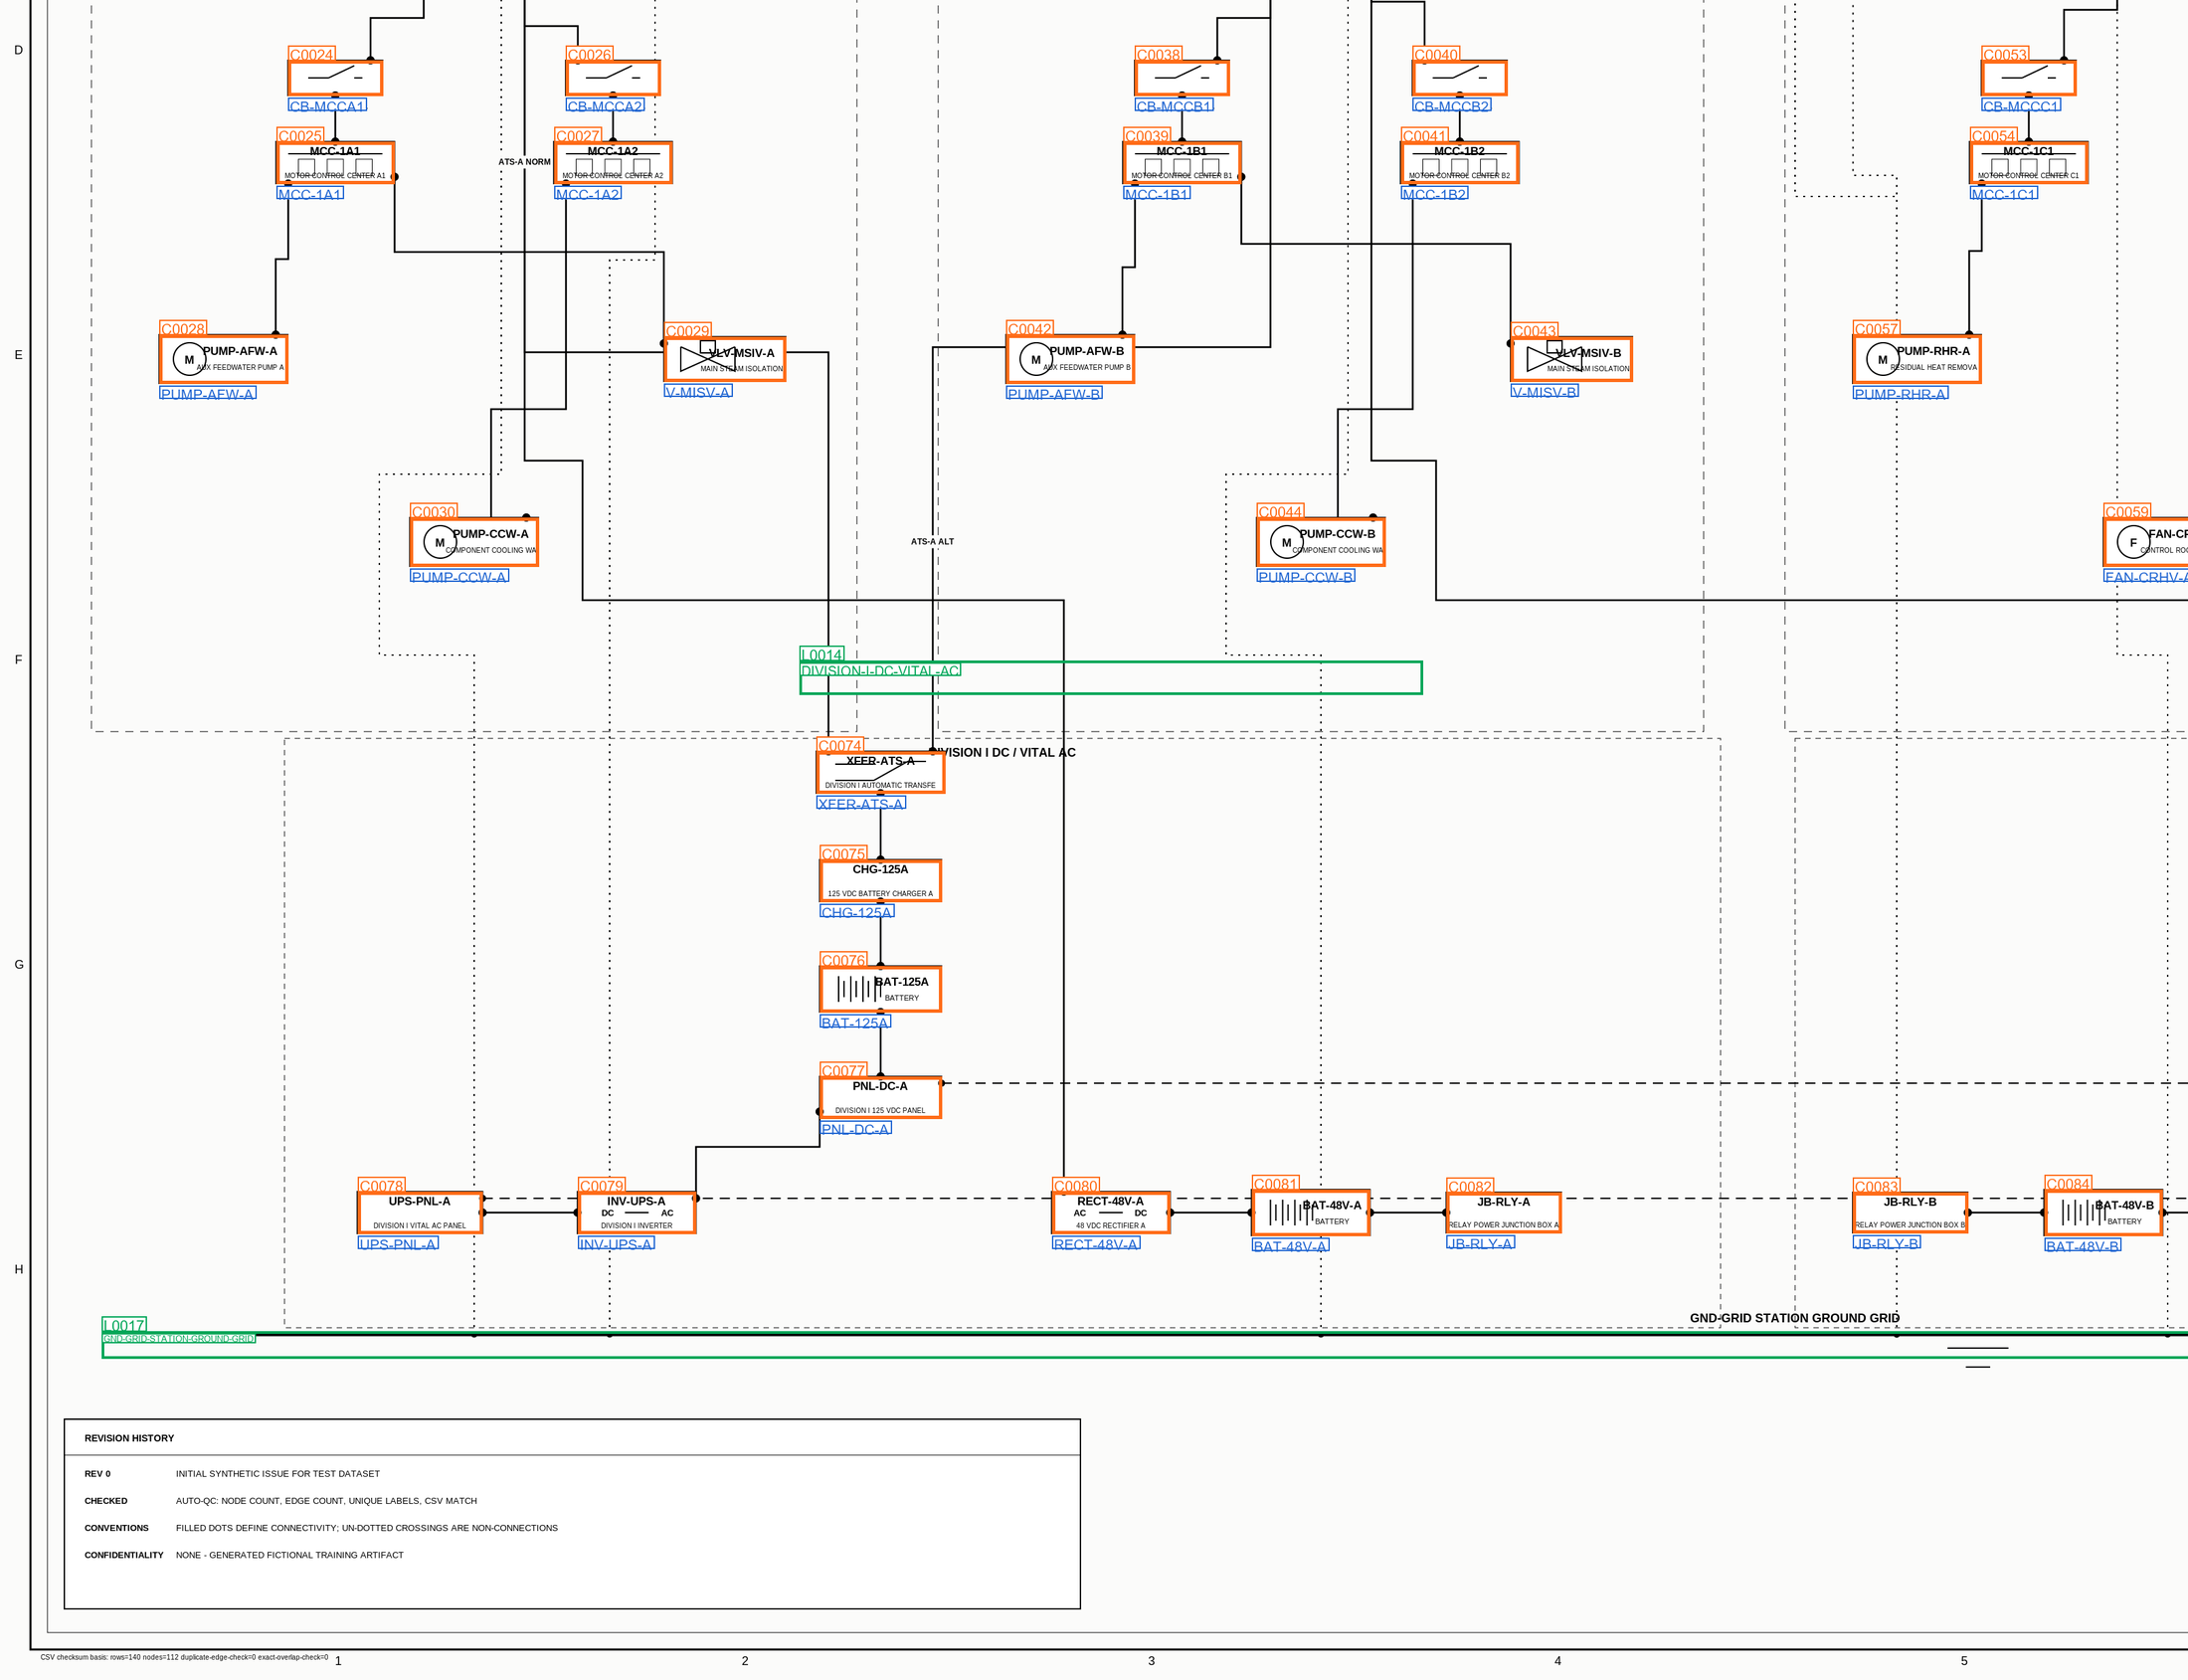 D
C0024
C0026
C0038
C0040
C0053
CB-MCCA1
CB-MCCA2
CB-MCCB1
CB-MCCB2
CB-MCCC1
C0025
C0027
C0039
C0041
C0054
MCC-1A1
MOTOR CONTROL CENTER A1
MCC-1A1
ATS-A NORM
MCC-1A2
MOTOR CONTROL CENTER A2
MCC-1A2
MCC-1B1
MOTOR CONTROL CENTER B1
MCC-1B1
MCC-1B2
MOTOR CONTROL CENTER B2
MCC-1B2
MCC-1C1
MOTOR CONTROL CENTER C1
MCC-1C1
E
C0028
M
PUMP-AFW-A
AUX FEEDWATER PUMP A
PUMP-AFW-A
C0029
VLV-MSIV-A
MAIN STEAM ISOLATION
V-MISV-A
C0042
M
PUMP-AFW-B
AUX FEEDWATER PUMP B
PUMP-AFW-B
C0043
VLV-MSIV-B
MAIN STEAM ISOLATION
V-MISV-B
C0057
M
PUMP-RHR-A
RESIDUAL HEAT REMOVA
PUMP-RHR-A
C0030
M
PUMP-CCW-A
COMPONENT COOLING WA
PUMP-CCW-A
ATS-A ALT
C0044
M
PUMP-CCW-B
COMPONENT COOLING WA
PUMP-CCW-B
C0059
F
FAN-CR
CONTROL ROO
FAN-CRHV-A
F
L0014
DIVISION-I-DC-VITAL-AC
C0074
DIVISION I DC / VITAL AC
XFER-ATS-A
DIVISION I AUTOMATIC TRANSFE
XFER-ATS-A
C0075
CHG-125A
125 VDC BATTERY CHARGER A
CHG-125A
G
C0076
BAT-125A
BATTERY
BAT-125A
C0077
PNL-DC-A
DIVISION I 125 VDC PANEL
PNL-DC-A
C0078
UPS-PNL-A
DIVISION I VITAL AC PANEL
UPS-PNL-A
C0079
INV-UPS-A
DC AC
DIVISION I INVERTER
INV-UPS-A
C0080
RECT-48V-A
AC DC
48 VDC RECTIFIER A
RECT-48V-A
C0081
BAT-48V-A
BATTERY
BAT-48V-A
C0082
JB-RLY-A
RELAY POWER JUNCTION BOX A
JB-RLY-A
C0083
JB-RLY-B
RELAY POWER JUNCTION BOX B
JB-RLY-B
C0084
BAT-48V-B
BATTERY
BAT-48V-B
H
L0017
GND-GRID STATION GROUND GRID
GND-GRID-STATION-GROUND-GRID
REVISION HISTORY
REV 0 INITIAL SYNTHETIC ISSUE FOR TEST DATASET
CHECKED AUTO-QC: NODE COUNT, EDGE COUNT, UNIQUE LABELS, CSV MATCH
CONVENTIONS FILLED DOTS DEFINE CONNECTIVITY; UN-DOTTED CROSSINGS ARE NON-CONNECTIONS
CONFIDENTIALITY NONE - GENERATED FICTIONAL TRAINING ARTIFACT
CSV checksum basis: rows=140 nodes=112 duplicate-edge-check=0 exact-overlap-check=0
1 2 3 4 5